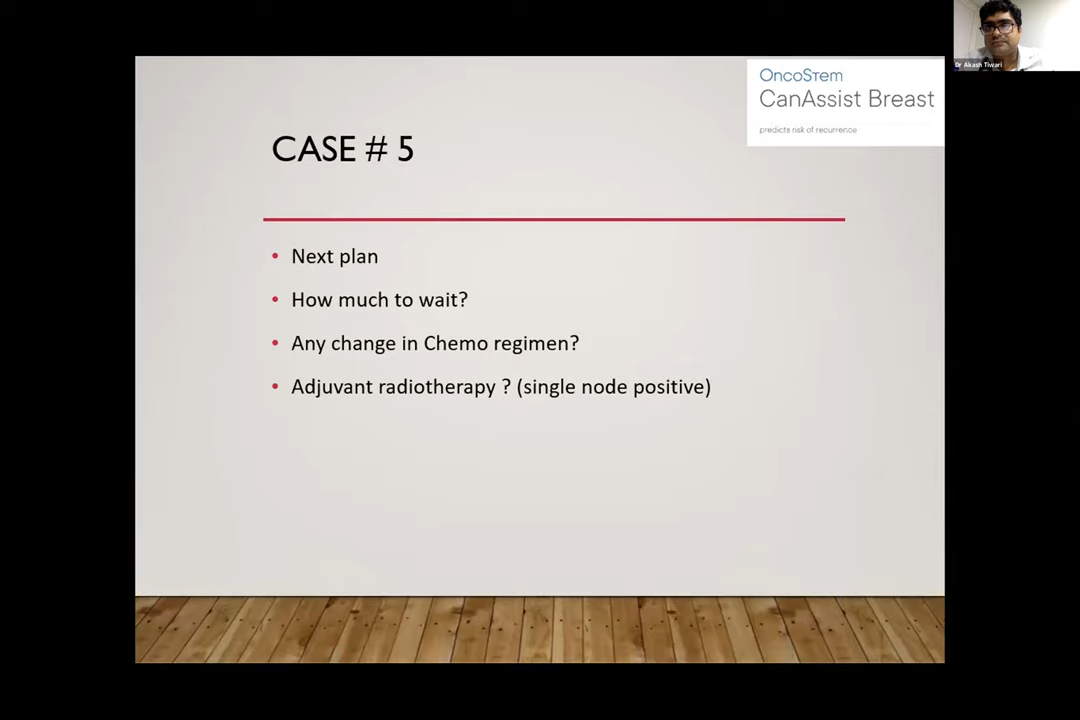 Dr Akash Tiwari
OncoSTem
CanAssist Breast
predicts risk of recurrence
CASE # 5
• Next plan
• How much to wait?
• Any change in Chemo regimen?
• Adjuvant radiotherapy ? (single node positive)